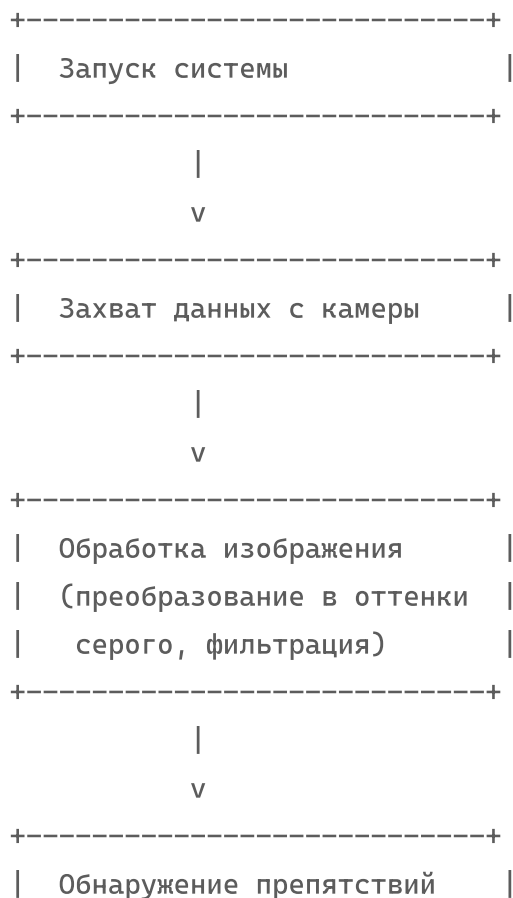 +----------------------------+
|  Запуск системы             |
+----------------------------+
           |
           v
+----------------------------+
|  Захват данных с камеры     |
+----------------------------+
           |
           v
+----------------------------+
|  Обработка изображения      |
|  (преобразование в оттенки  |
|   серого, фильтрация)       |
+----------------------------+
           |
           v
+----------------------------+
|  Обнаружение препятствий    |